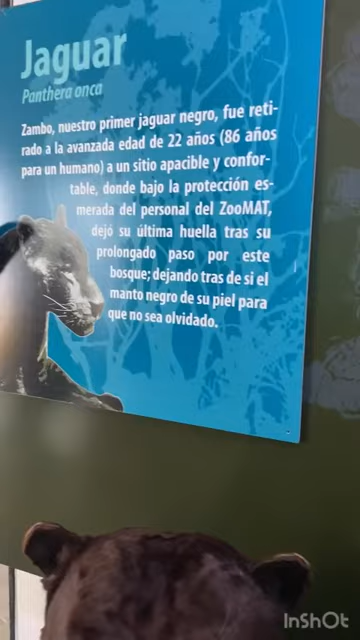 Jaguar
Panthera onca
Zambo, nuestro primer jaguar negro, fue reti-
rado a la avanzada edad de 22 años (86 años
para un humano) a un sitio apacible y confor-
table, donde bajo la protección es-
merada del personal del ZooMAT,
dejó su última huella tras su
prolongado paso por este
bosque; dejando tras de si el
manto negro de su piel para
que no sea olvidado.
InShOt